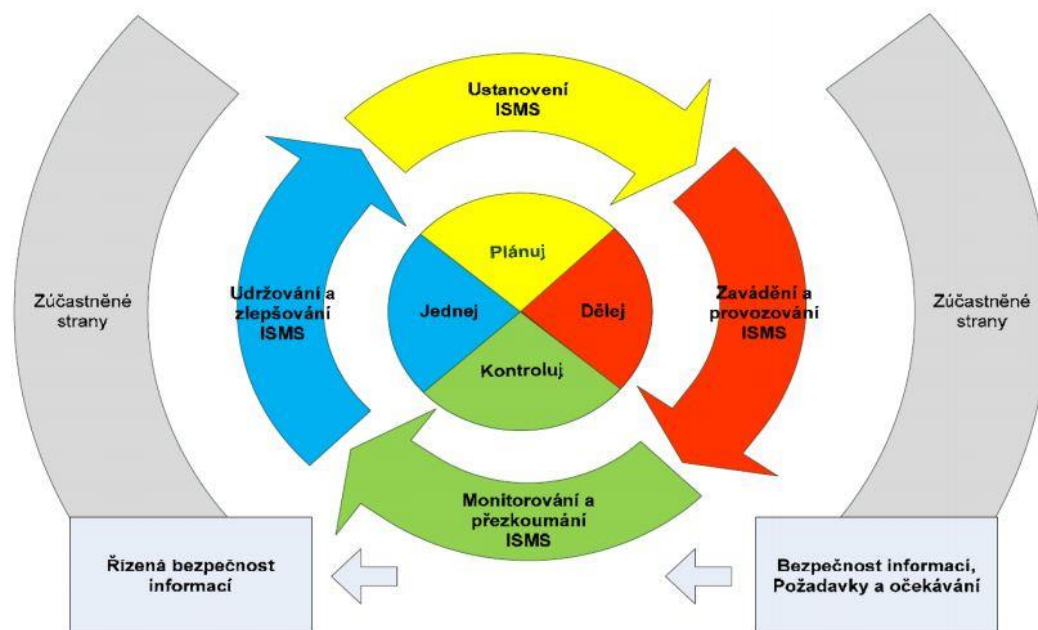 Ustanovení
ISMS
Plánuj
Zúčastněné
strany
Udržování a
zlepšování
ISMS
Jednej
Dělej
Zavádění a
provozování
ISMS
Zúčastněné
strany
Kontroluj
Monitorování a
přezkoumání
ISMS
Řízená bezpečnost
informací
Bezpečnost informací,
Požadavky a očekávání